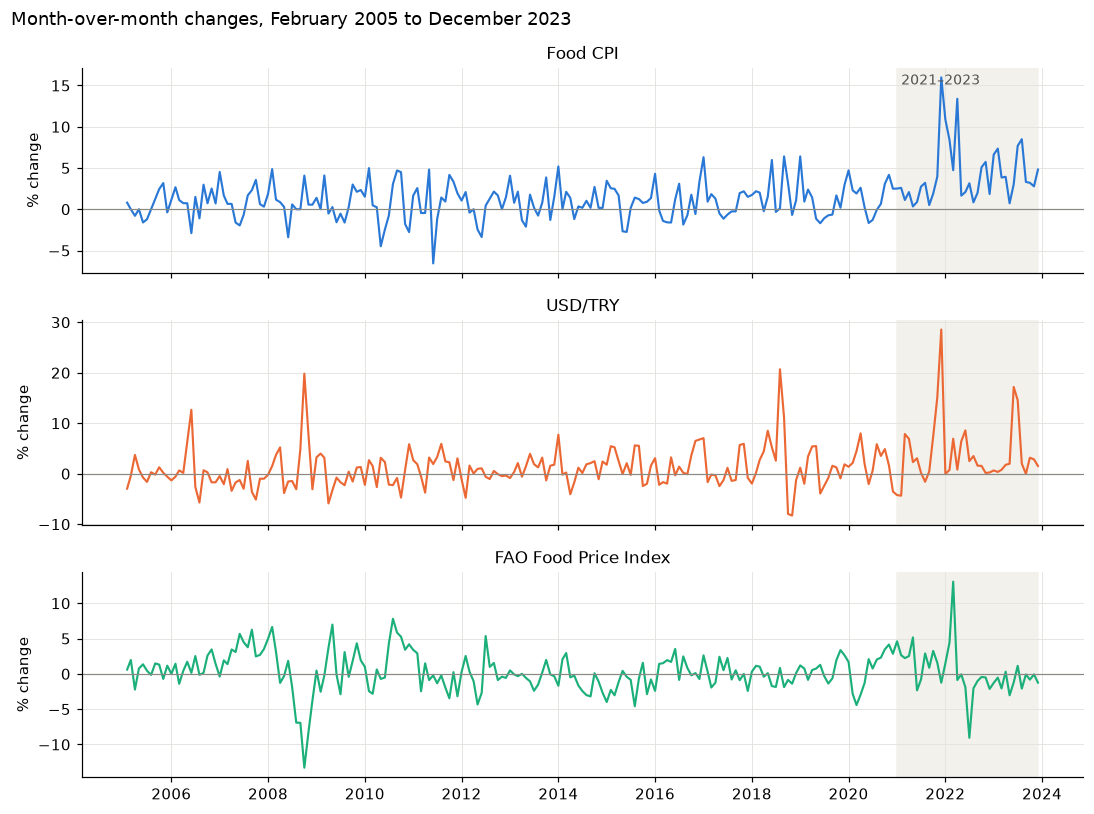 Month-over-month changes, February 2005 to December 2023
Food CPI
% change
15
10
5
0
−5
2021–2023
USD/TRY
% change
30
20
10
0
−10
FAO Food Price Index
% change
10
5
0
−5
−10
2006 2008 2010 2012 2014 2016 2018 2020 2022 2024